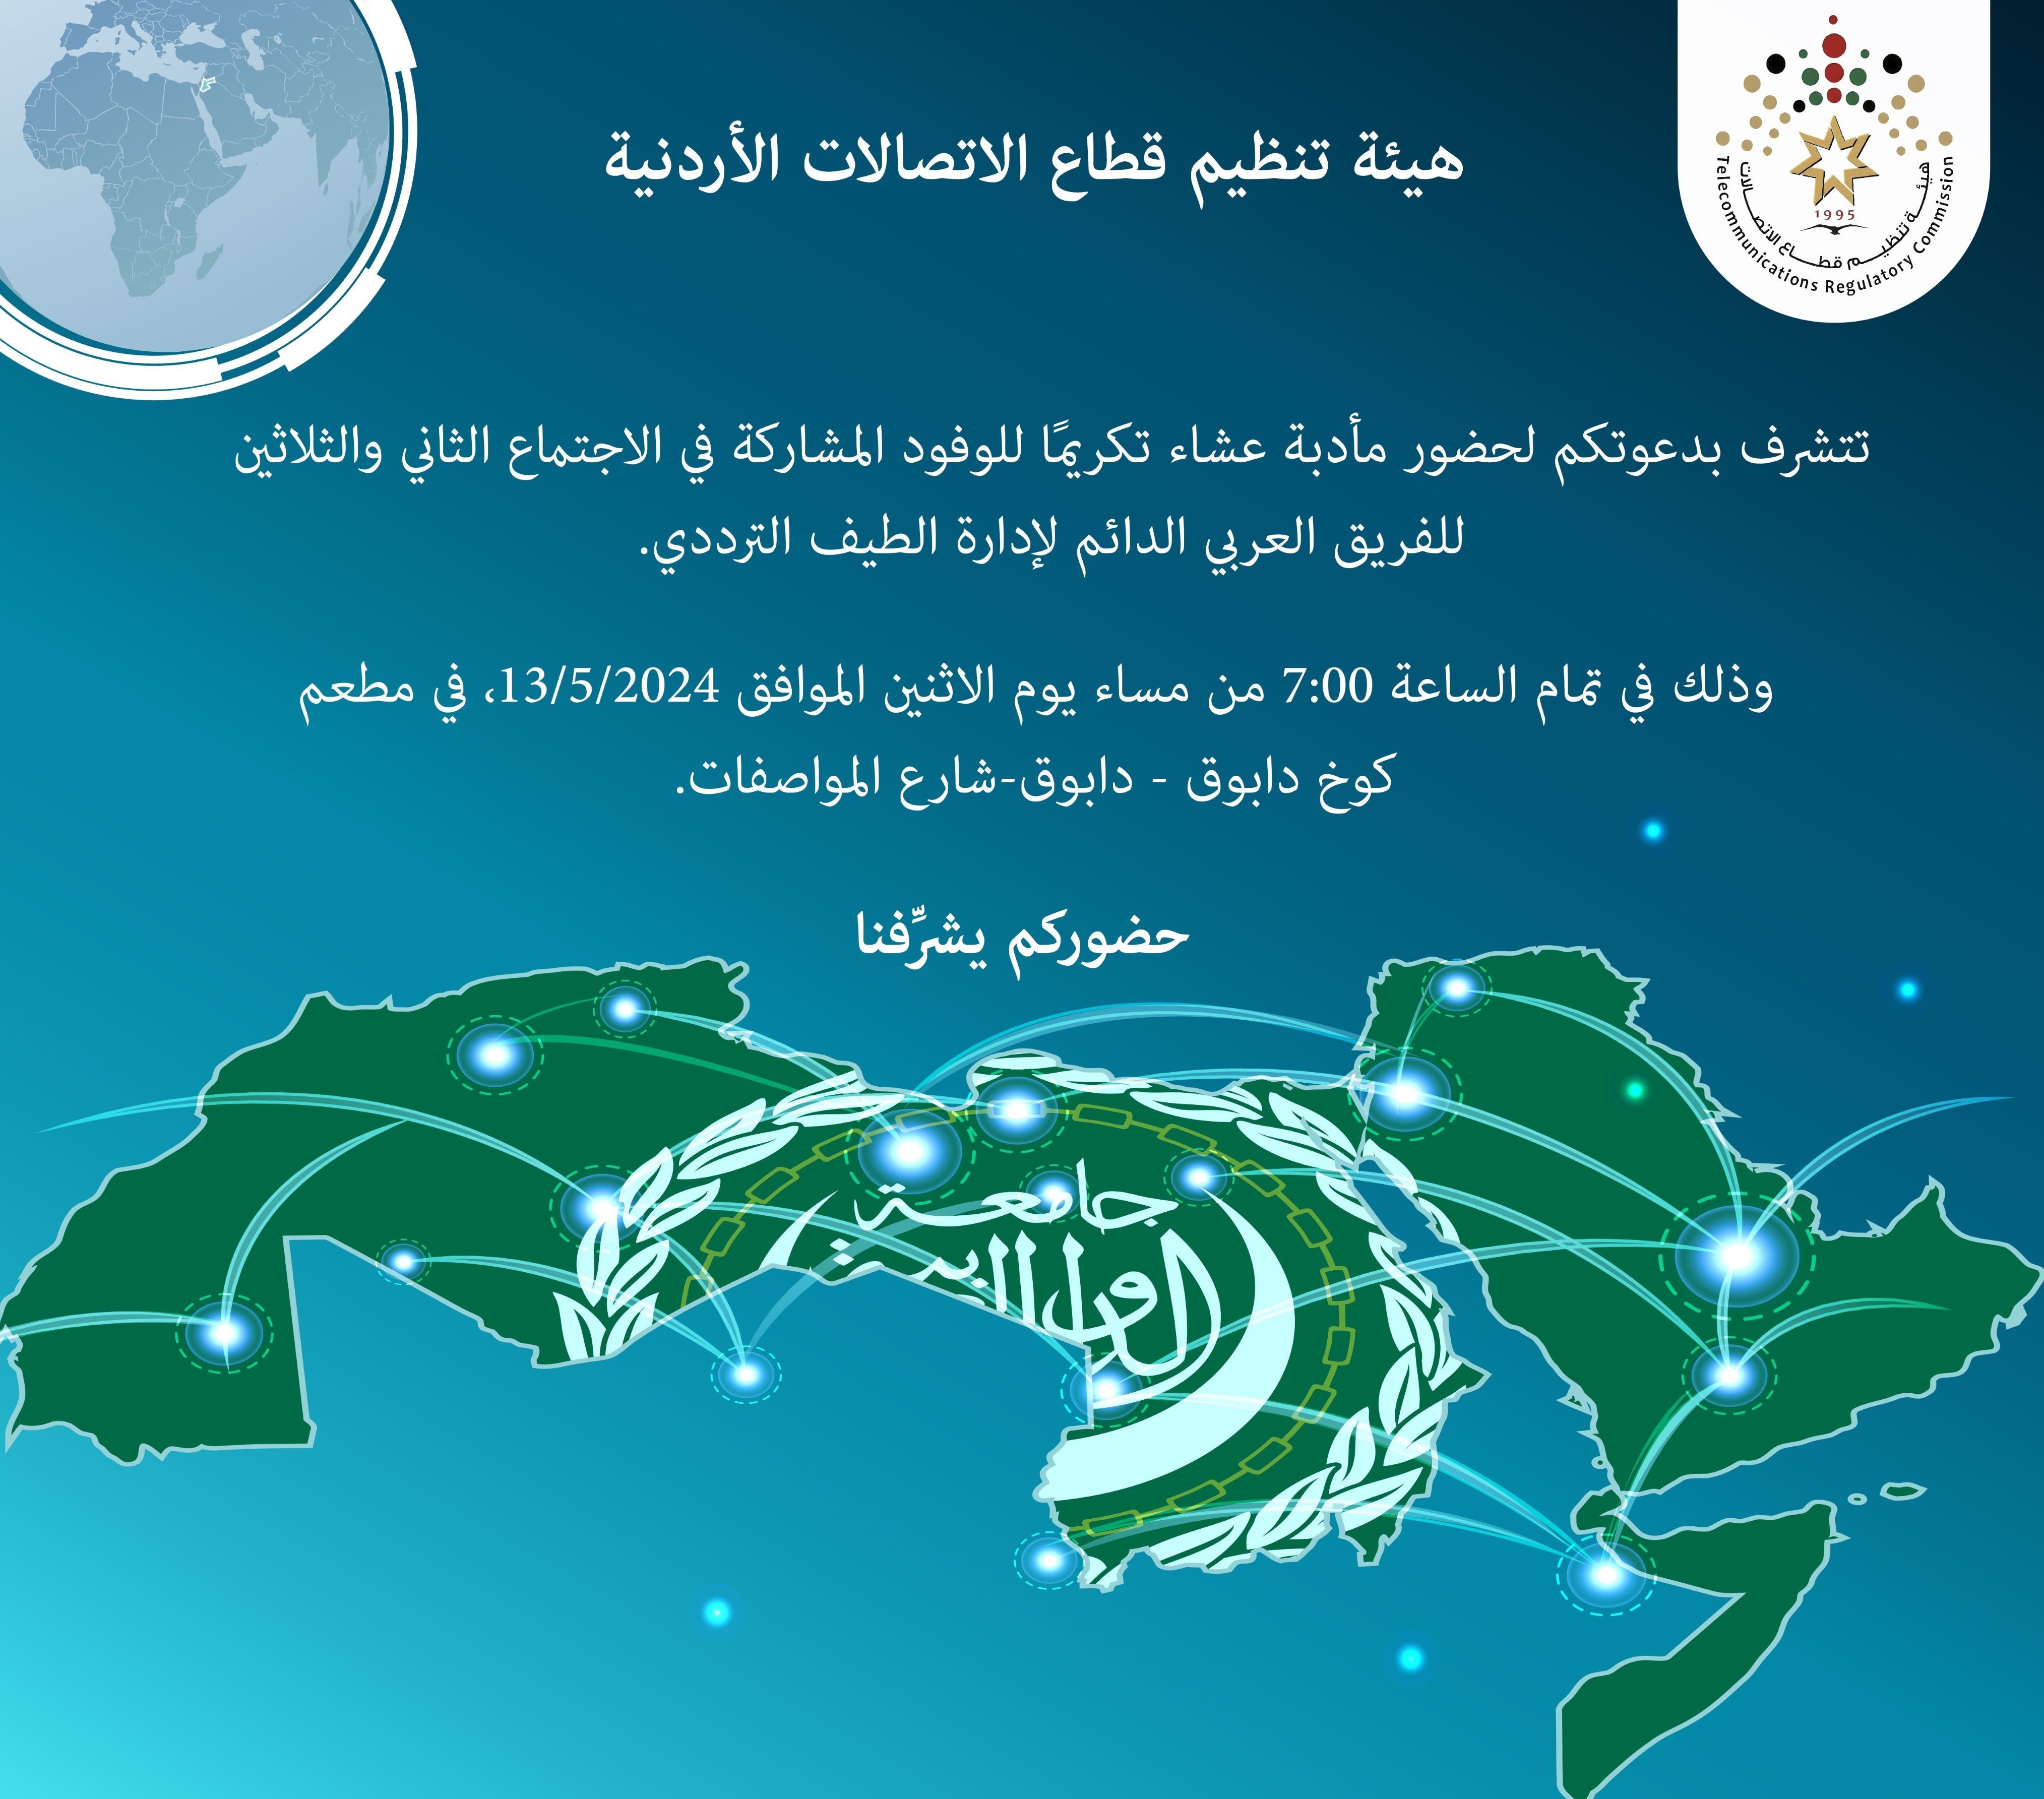 هيئة تنظيم قطاع الاتصالات الأردنية
1995
هيئة تنظيم قطاع الاتصالات
Telecommunications Regulatory Commission
تتشرف بدعوتكم لحضور مأدبة عشاء تكريمًا للوفود المشاركة في الاجتماع الثاني والثلاثين
للفريق العربي الدائم لإدارة الطيف الترددي.
وذلك في تمام الساعة 7:00 من مساء يوم الاثنين الموافق 13/5/2024، في مطعم
كوخ دابوق - دابوق-شارع المواصفات.
حضوركم يشرِّفنا
جامعة
الدول